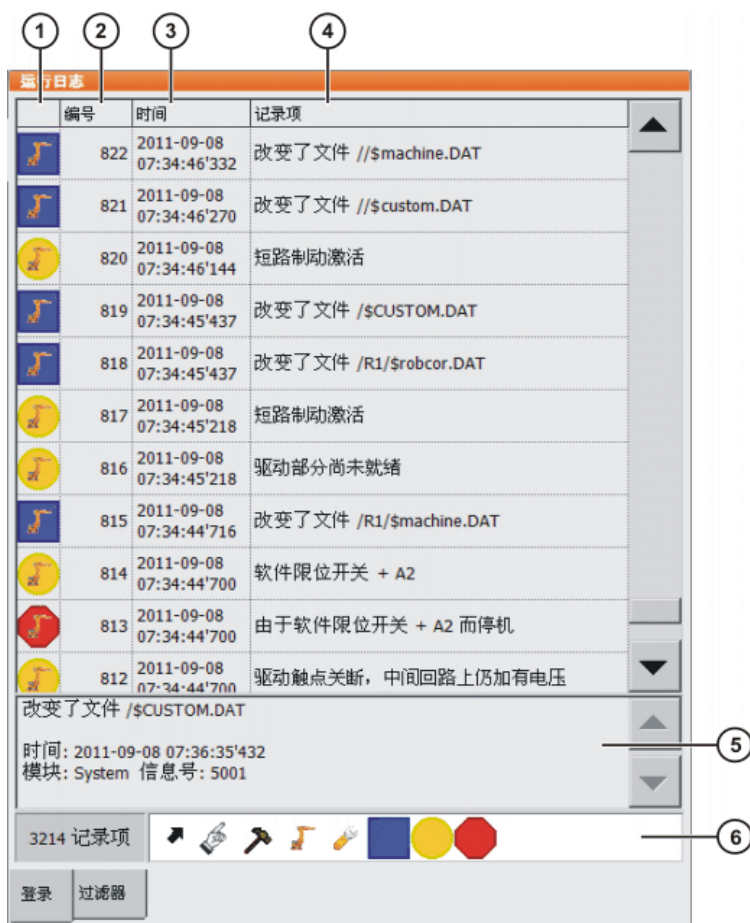 1 2 3 4
运行日志
编号 时间 记录项
822 2011-09-08 07:34:46'332 改变了文件 //$machine.DAT
821 2011-09-08 07:34:46'270 改变了文件 //$custom.DAT
820 2011-09-08 07:34:46'144 短路制动激活
819 2011-09-08 07:34:45'437 改变了文件 /$CUSTOM.DAT
818 2011-09-08 07:34:45'437 改变了文件 /R1/$robcor.DAT
817 2011-09-08 07:34:45'218 短路制动激活
816 2011-09-08 07:34:45'218 驱动部分尚未就绪
815 2011-09-08 07:34:44'716 改变了文件 /R1/$machine.DAT
814 2011-09-08 07:34:44'700 软件限位开关 + A2
813 2011-09-08 07:34:44'700 由于软件限位开关 + A2 而停机
812 2011-09-08 07:34:44'700 驱动触点关断，中间回路上仍加有电压
改变了文件 /$CUSTOM.DAT
时间: 2011-09-08 07:36:35'432
模块: System 信息号: 5001
5
3214 记录项
6
登录 过滤器